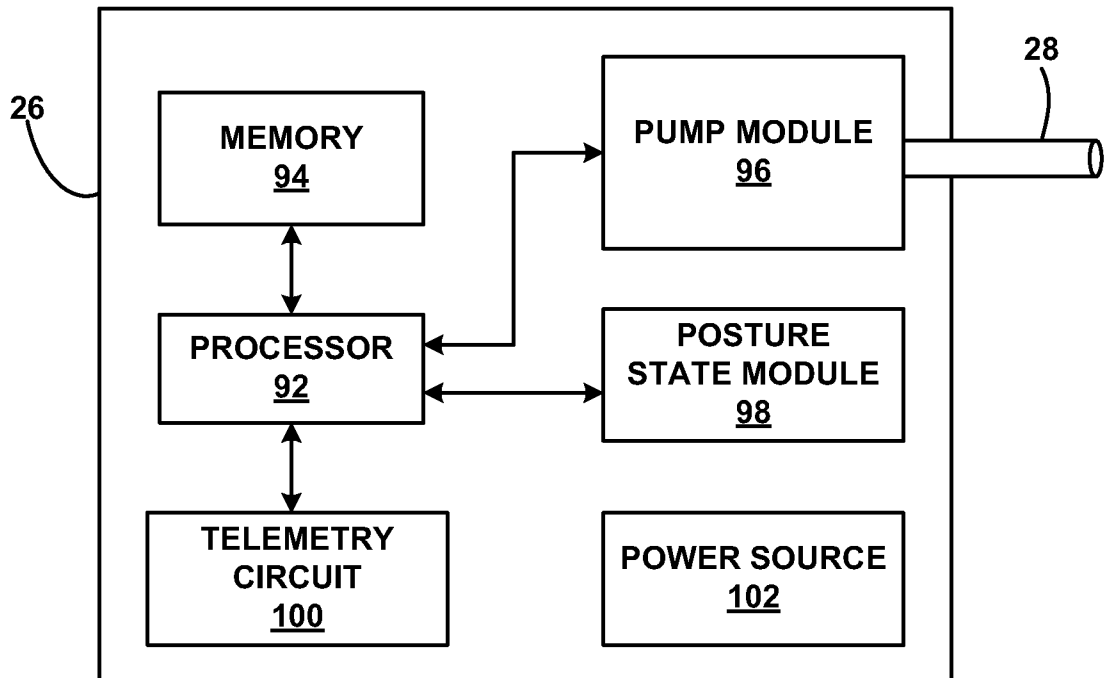 28
26
MEMORY
94
PUMP MODULE
96
PROCESSOR
92
POSTURE
STATE MODULE
98
TELEMETRY
CIRCUIT
100
POWER SOURCE
102